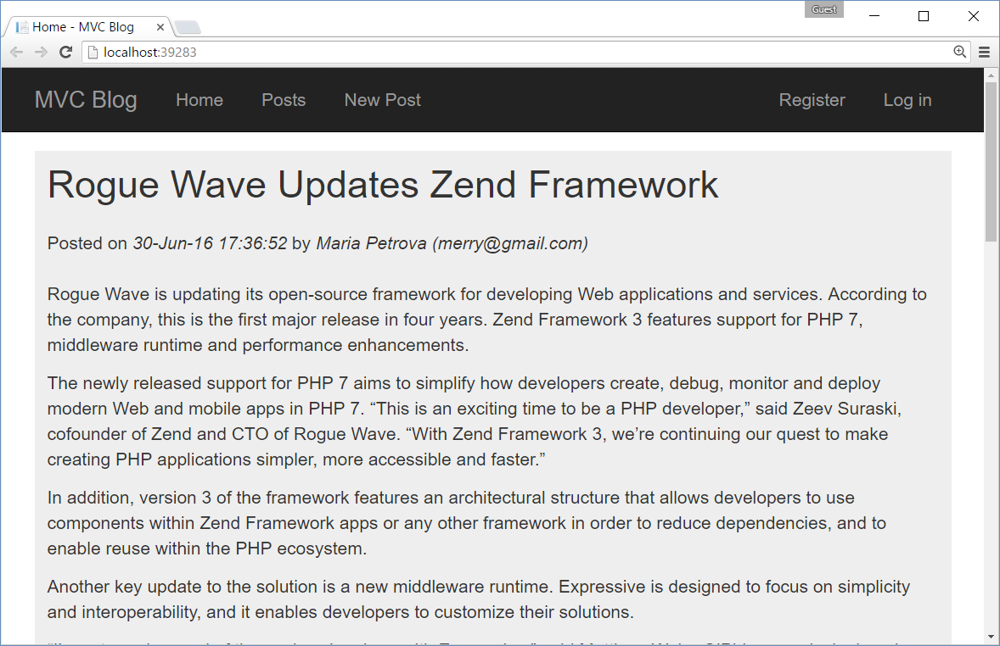 Guest
Home - MVC Blog
localhost:39283
MVC Blog Home Posts New Post Register Log in
Rogue Wave Updates Zend Framework
Posted on 30-Jun-16 17:36:52 by Maria Petrova (merry@gmail.com)
Rogue Wave is updating its open-source framework for developing Web applications and services. According to
the company, this is the first major release in four years. Zend Framework 3 features support for PHP 7,
middleware runtime and performance enhancements.
The newly released support for PHP 7 aims to simplify how developers create, debug, monitor and deploy
modern Web and mobile apps in PHP 7. “This is an exciting time to be a PHP developer,” said Zeev Suraski,
cofounder of Zend and CTO of Rogue Wave. “With Zend Framework 3, we’re continuing our quest to make
creating PHP applications simpler, more accessible and faster.”
In addition, version 3 of the framework features an architectural structure that allows developers to use
components within Zend Framework apps or any other framework in order to reduce dependencies, and to
enable reuse within the PHP ecosystem.
Another key update to the solution is a new middleware runtime. Expressive is designed to focus on simplicity
and interoperability, and it enables developers to customize their solutions.